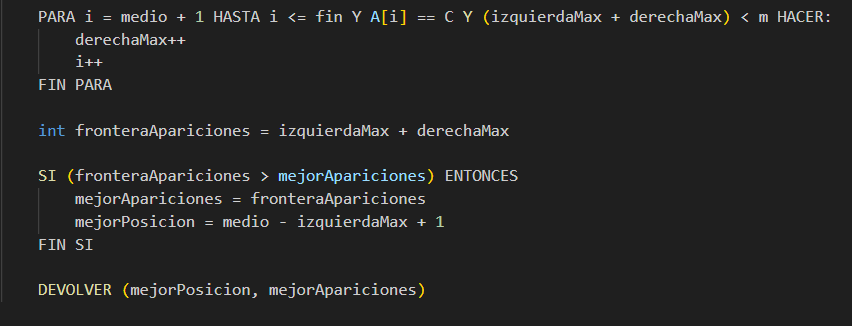 PARA i = medio + 1 HASTA i <= fin Y A[i] == C Y (izquierdaMax + derechaMax) < m HACER:
derechaMax++
i++
FIN PARA
int fronteraApariciones = izquierdaMax + derechaMax
SI (fronteraApariciones > mejorApariciones) ENTONCES
mejorApariciones = fronteraApariciones
mejorPosicion = medio - izquierdaMax + 1
FIN SI
DEVOLVER (mejorPosicion, mejorApariciones)